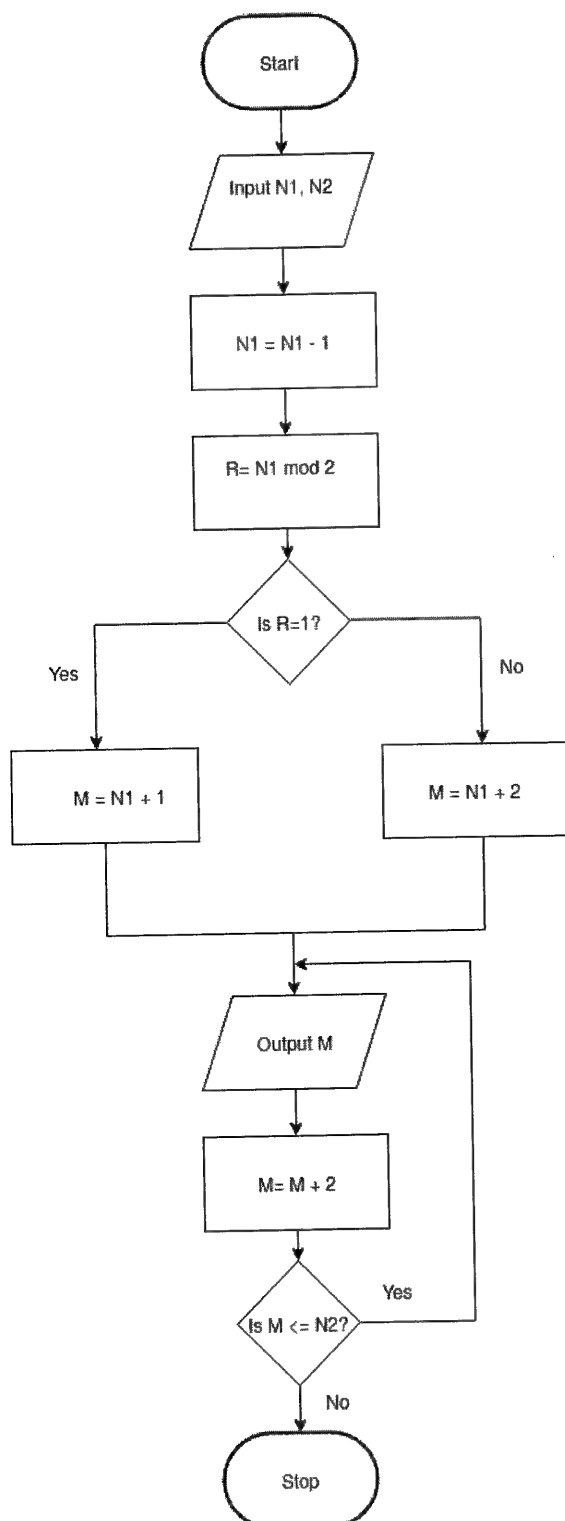 Start
Input N1, N2
N1 = N1 - 1
R= N1 mod 2
Is R=1?
Yes
No
M = N1 + 1
M = N1 + 2
Output M
M= M + 2
Is M <= N2?
Yes
No
Stop